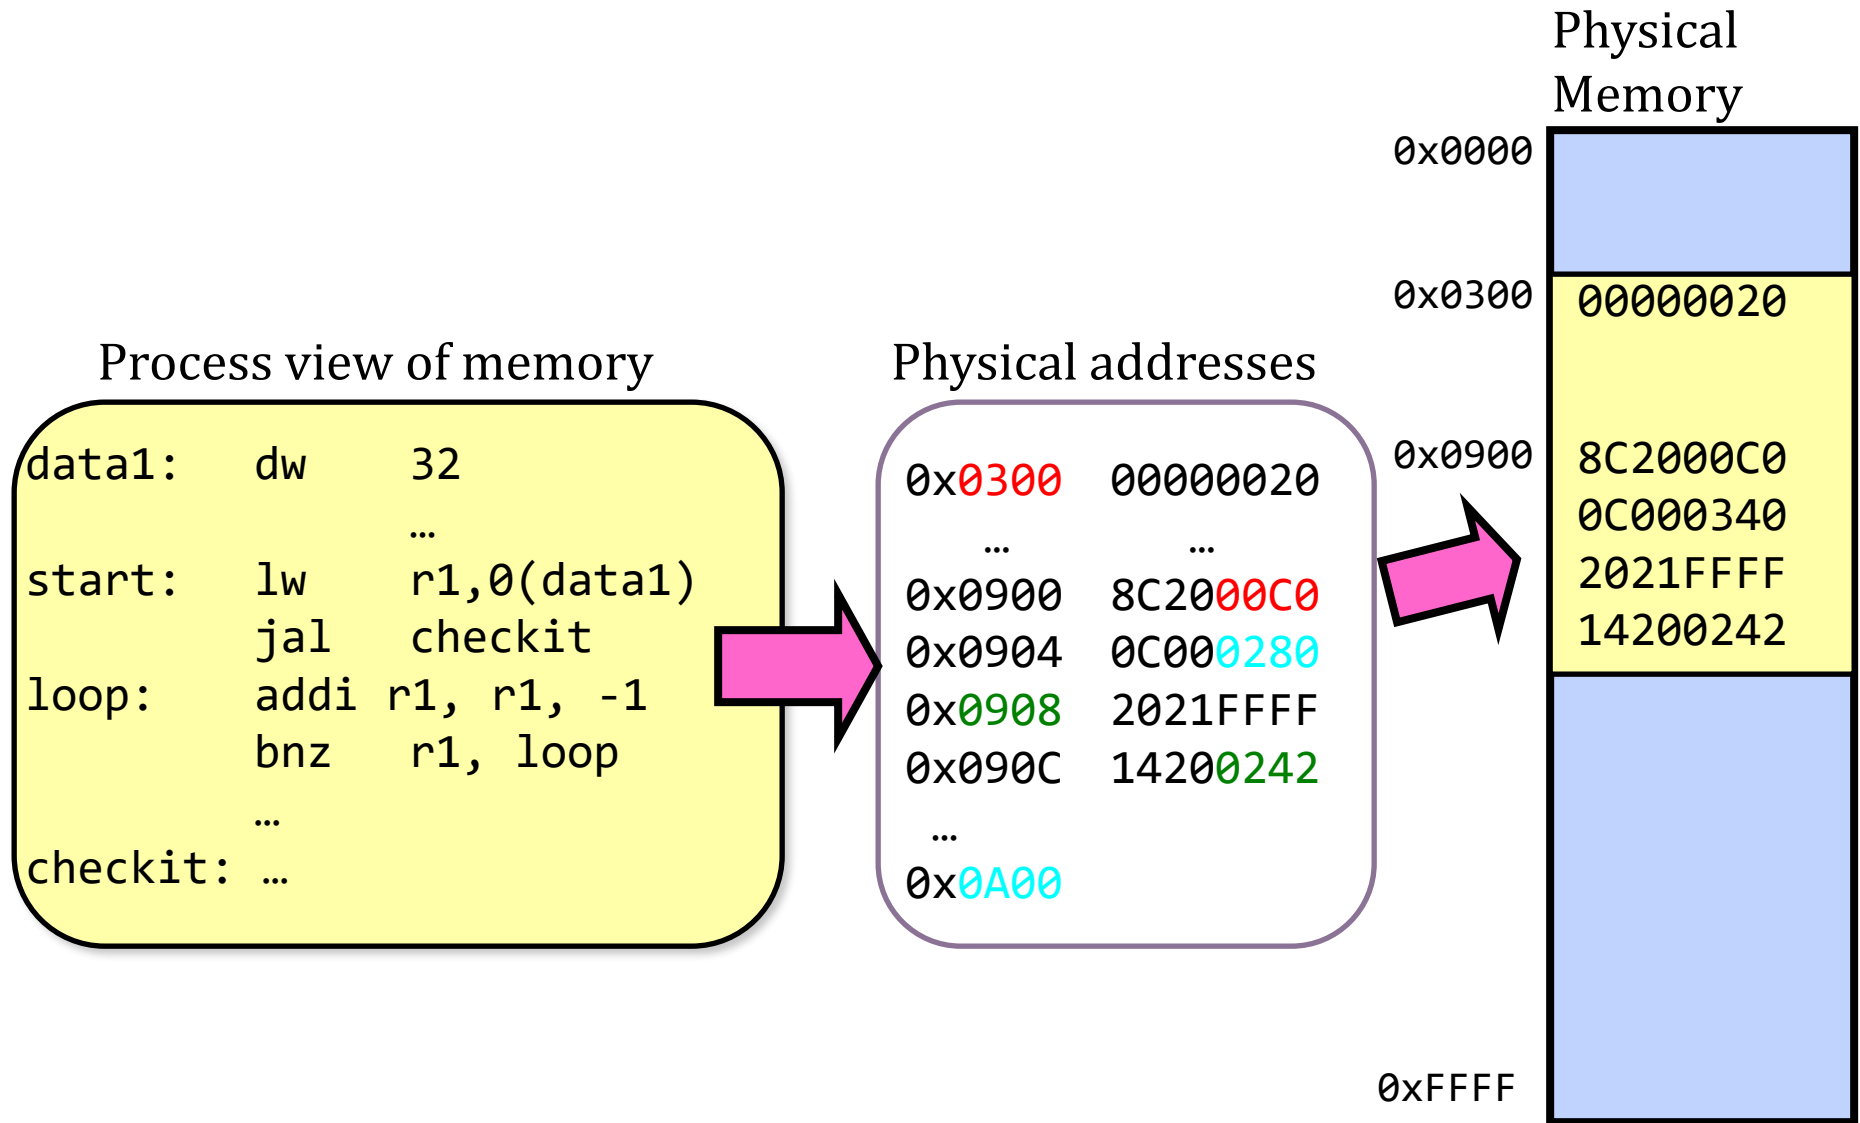 Physical
Memory
0x0000
0x0300 00000020
0x0900 8C2000C0
0C000340
2021FFFF
14200242
0xFFFF
Process view of memory
data1: dw 32
…
start: lw r1,0(data1)
jal checkit
loop: addi r1, r1, -1
bnz r1, loop
…
checkit: …
Physical addresses
0x0300 00000020
… …
0x0900 8C2000C0
0x0904 0C000280
0x0908 2021FFFF
0x090C 14200242
…
0x0A00